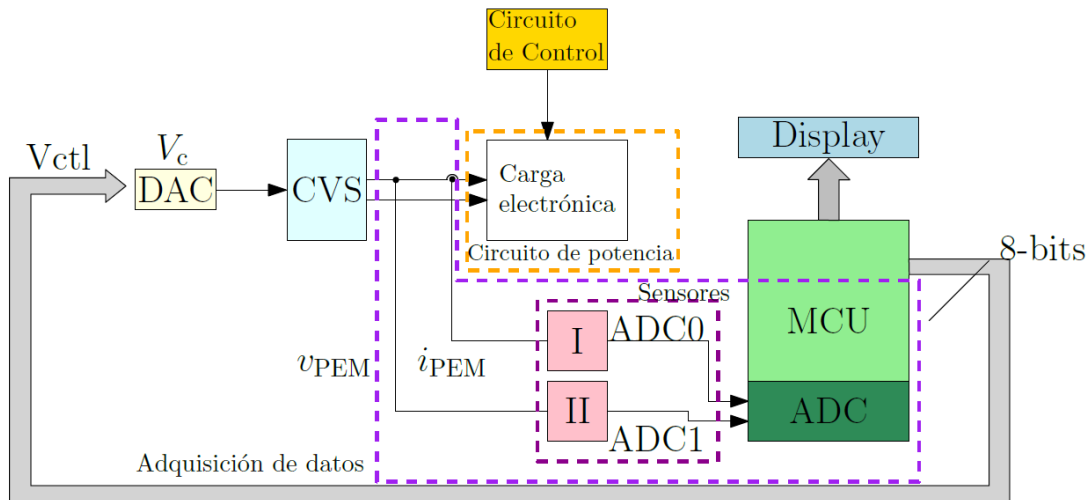 Circuito
de Control
Vctl
V_c
DAC
CVS
Carga
electrónica
Circuito de potencia
Display
8-bits
MCU
ADC
Sensores
I
ADC0
II
ADC1
v_PEM
i_PEM
Adquisición de datos